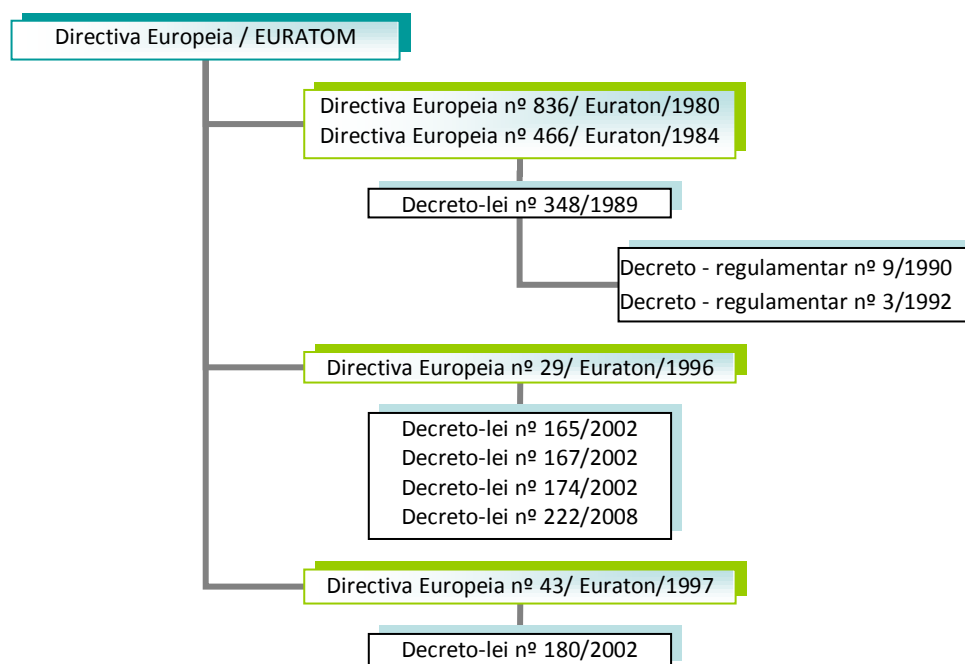 Directiva Europeia / EURATOM
Directiva Europeia nº 836/ Euraton/1980
Directiva Europeia nº 466/ Euraton/1984
Decreto-lei nº 348/1989
Decreto - regulamentar nº 9/1990
Decreto - regulamentar nº 3/1992
Directiva Europeia nº 29/ Euraton/1996
Decreto-lei nº 165/2002
Decreto-lei nº 167/2002
Decreto-lei nº 174/2002
Decreto-lei nº 222/2008
Directiva Europeia nº 43/ Euraton/1997
Decreto-lei nº 180/2002